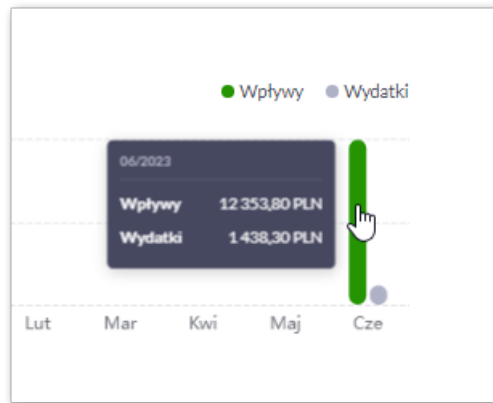 Wpływy Wydatki
06/2023
Wpływy 12 353,80 PLN
Wydatki 1 438,30 PLN
Lut Mar Kwi Maj Cze